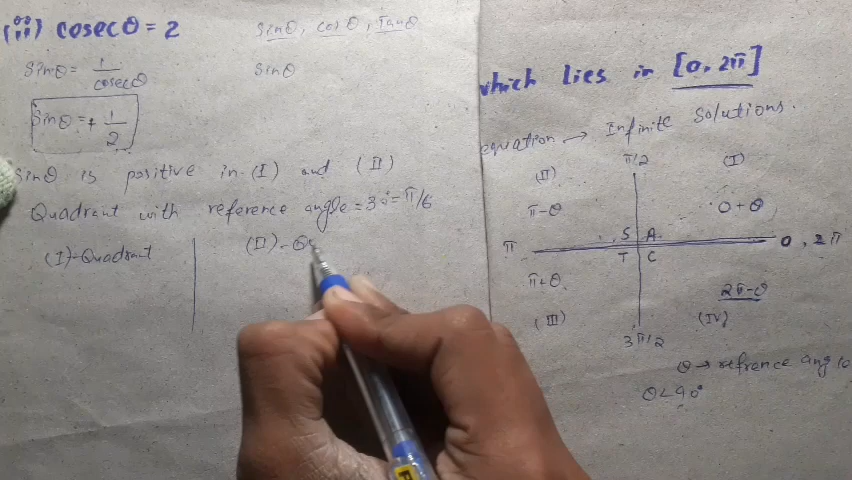 (iii) cosecθ = 2
sinθ, cosθ, Tanθ
sinθ = 1/cosecθ
sinθ
sinθ = + 1/2
sinθ is positive in (I) and (II)
Quadrant with reference angle = 30° = π/6
(I)-Quadrant
(II)-Qu
which lies in [0, 2π]
equation → Infinite Solutions.
π/2
(II)
(I)
π-θ
0+θ
S A
π
0, 2π
T C
π+θ
2π-θ
(III)
(IV)
3π/2
θ → refrence angle
θ<90°